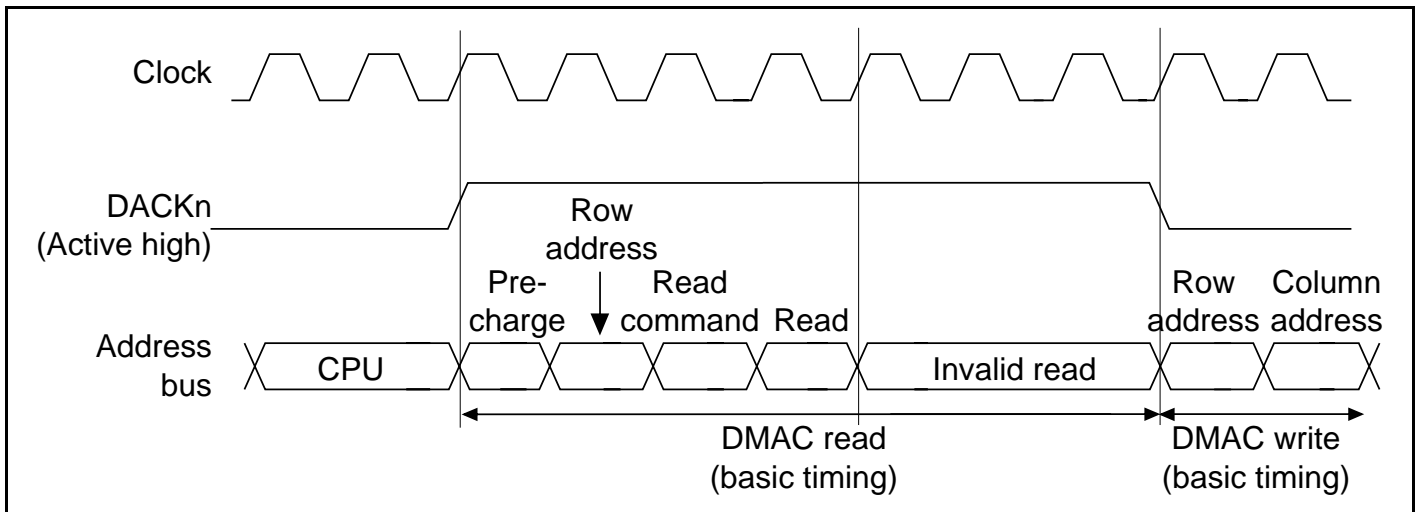 Clock
DACKn
(Active high)
Row
address
Pre-
charge
Read
command
Read
Row
address
Column
address
Address
bus
CPU
Invalid read
DMAC read
(basic timing)
DMAC write
(basic timing)